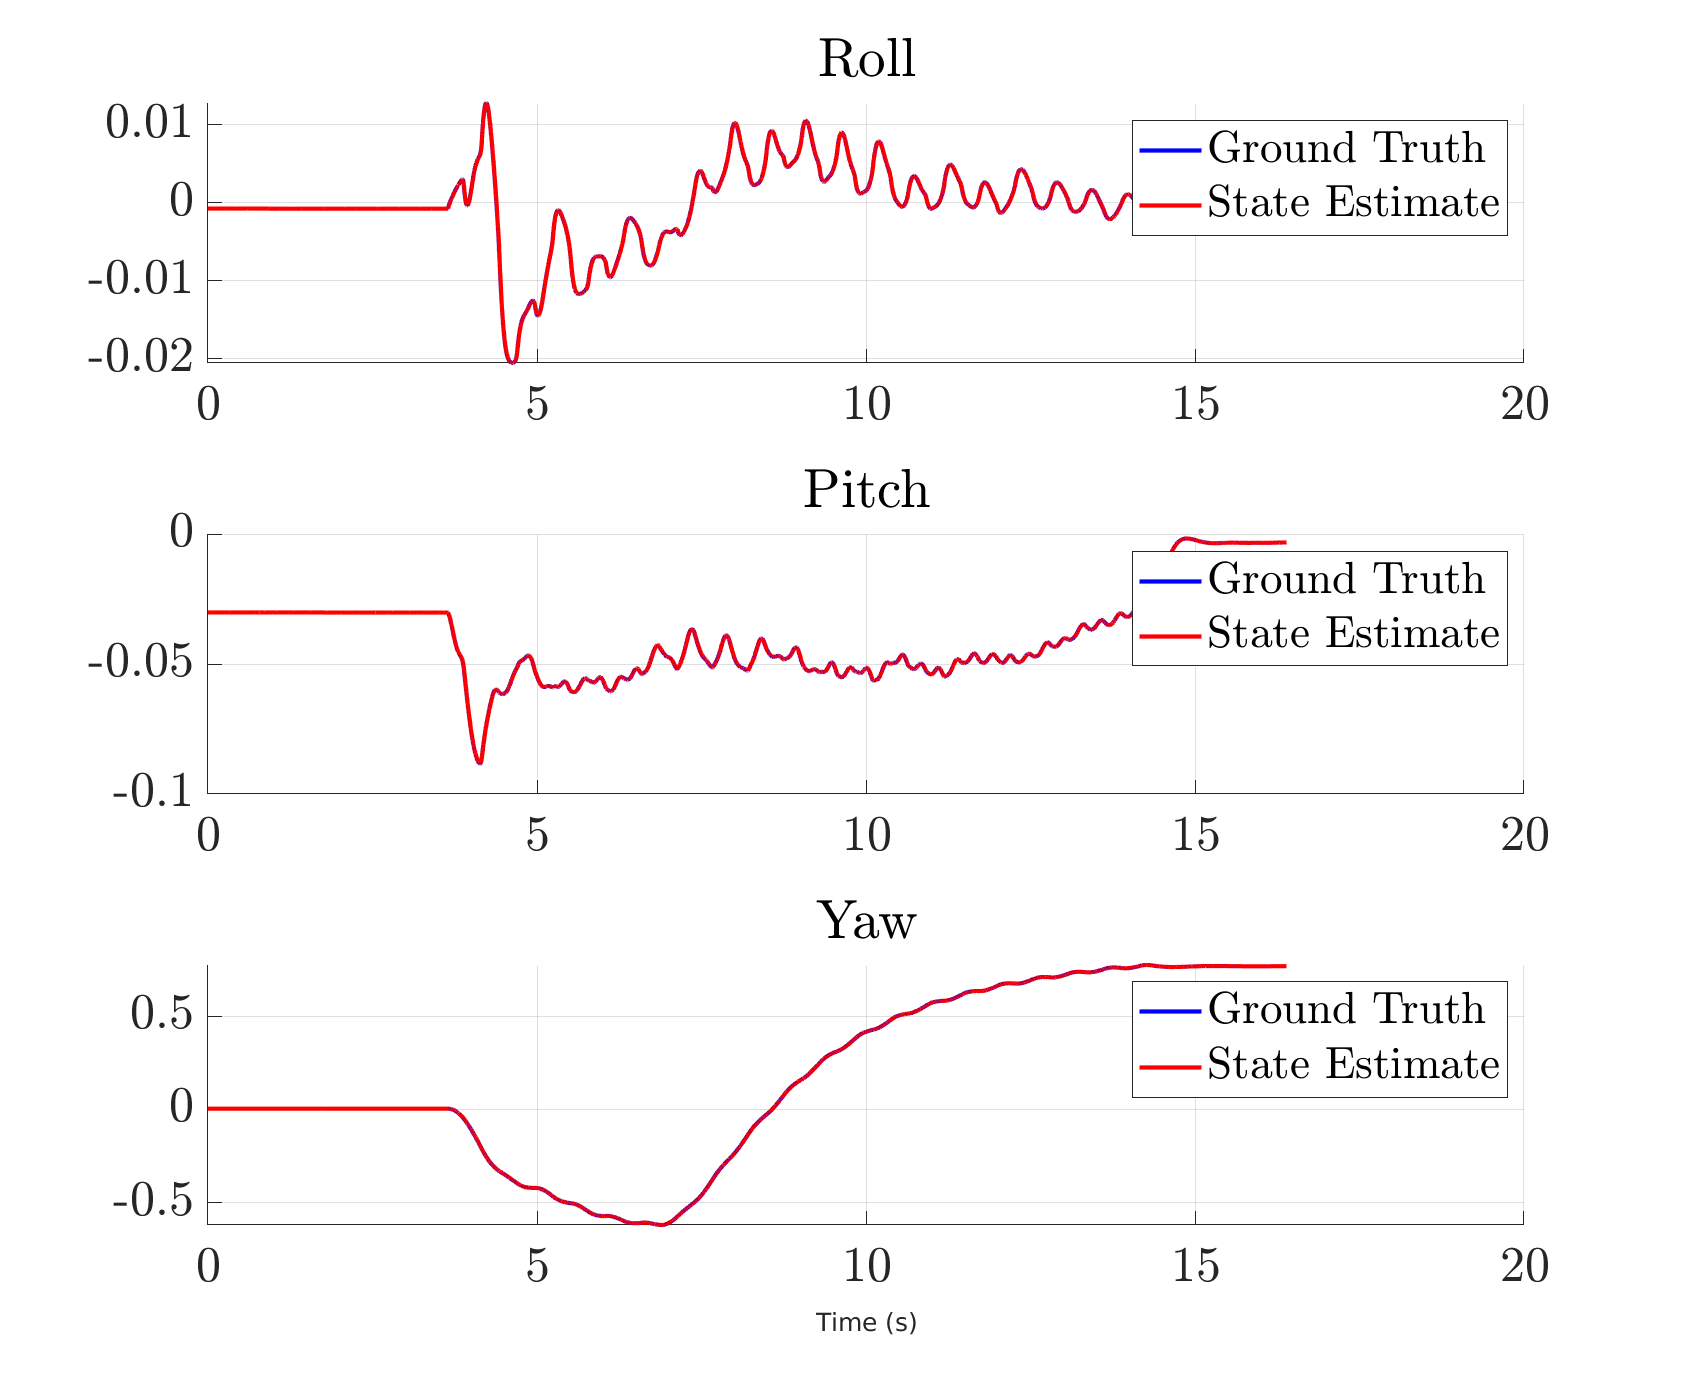 Roll
0.01
0
-0.01
-0.02
Ground Truth
State Estimate
0 5 10 15 20
Pitch
0
-0.05
-0.1
Ground Truth
State Estimate
0 5 10 15 20
Yaw
0.5
0
-0.5
Ground Truth
State Estimate
0 5 10 15 20
Time (s)